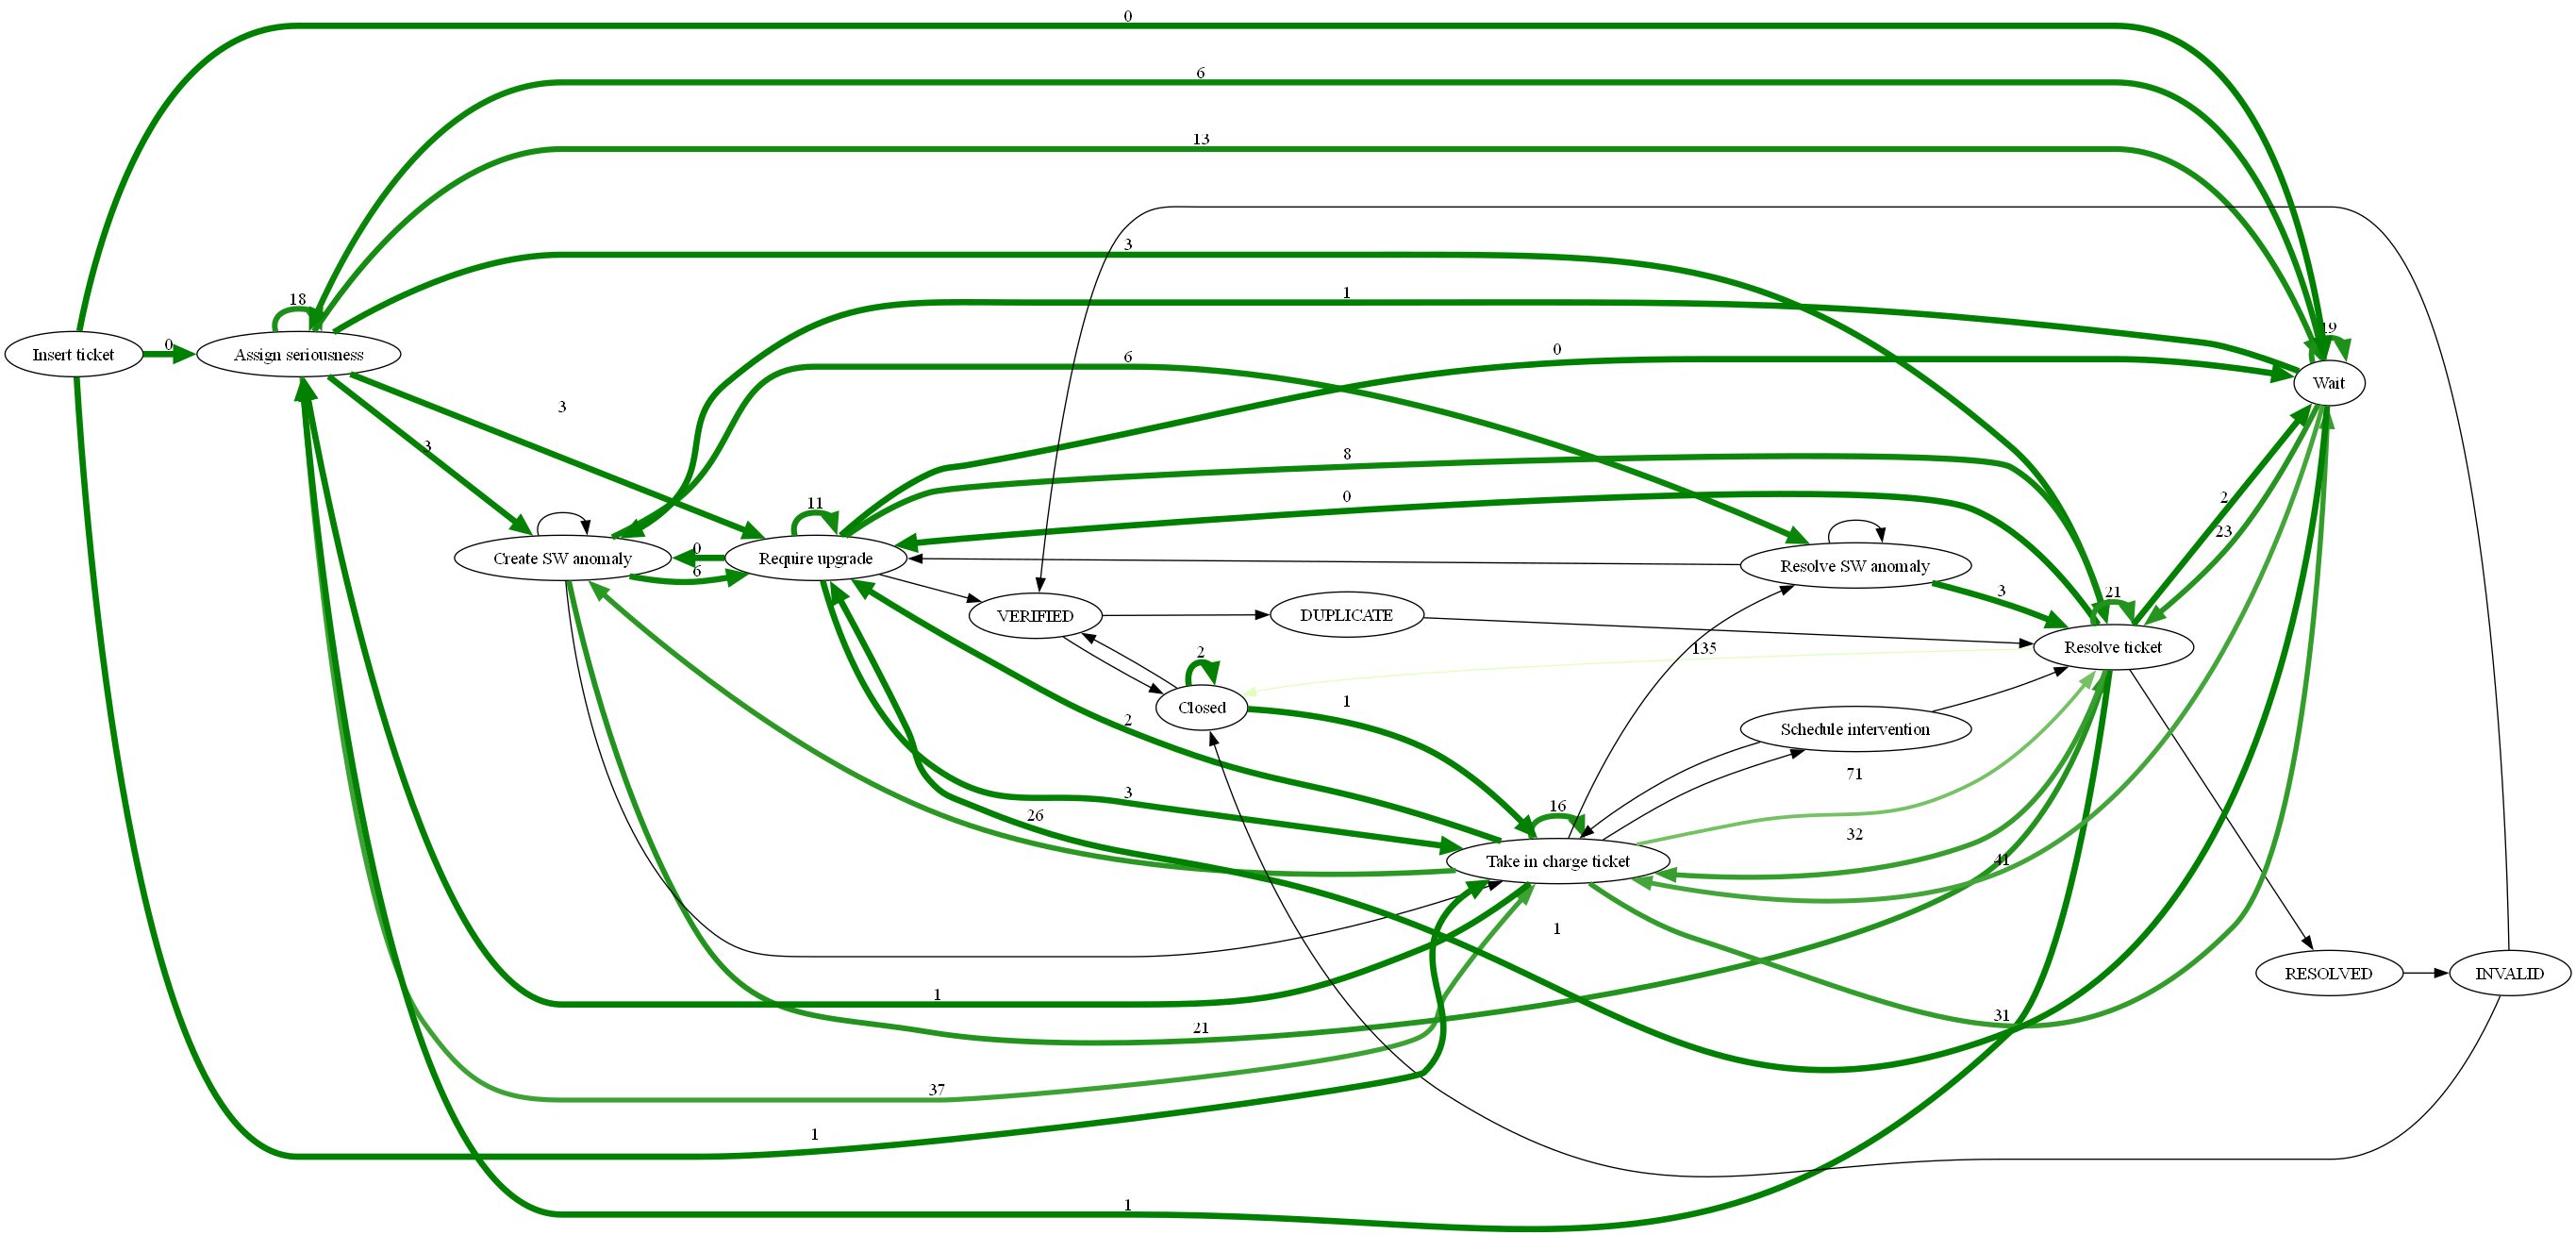 0
6
13
3
1
18
19
Insert ticket
0
Assign seriousness
0
6
Wait
3
3
8
0
2
23
11
Create SW anomaly
0
6
Require upgrade
Resolve SW anomaly
3
21
VERIFIED
DUPLICATE
Resolve ticket
135
2
Closed
1
2
Schedule intervention
71
3
26
16
32
41
Take in charge ticket
1
RESOLVED
INVALID
1
21
31
37
1
1